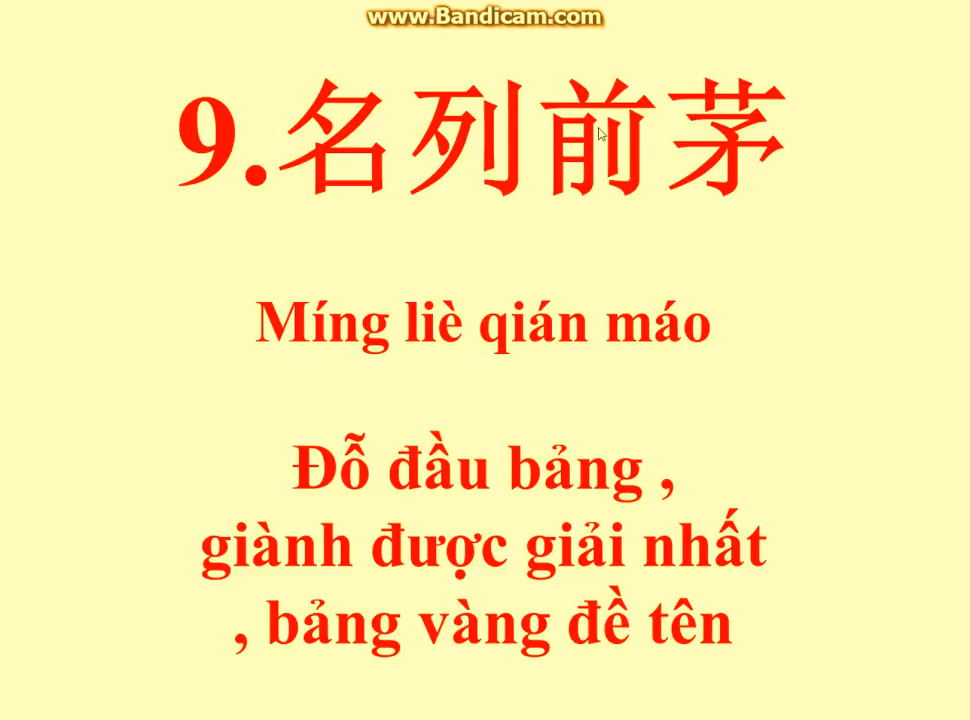 www.Bandicam.com
9.名列前茅
Míng liè qián máo
Đỗ đầu bảng ,
giành được giải nhất
, bảng vàng đề tên